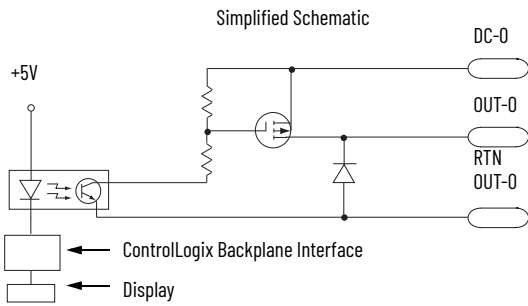 Simplified Schematic
DC-0
+5V
OUT-0
RTN
OUT-0
ControlLogix Backplane Interface
Display